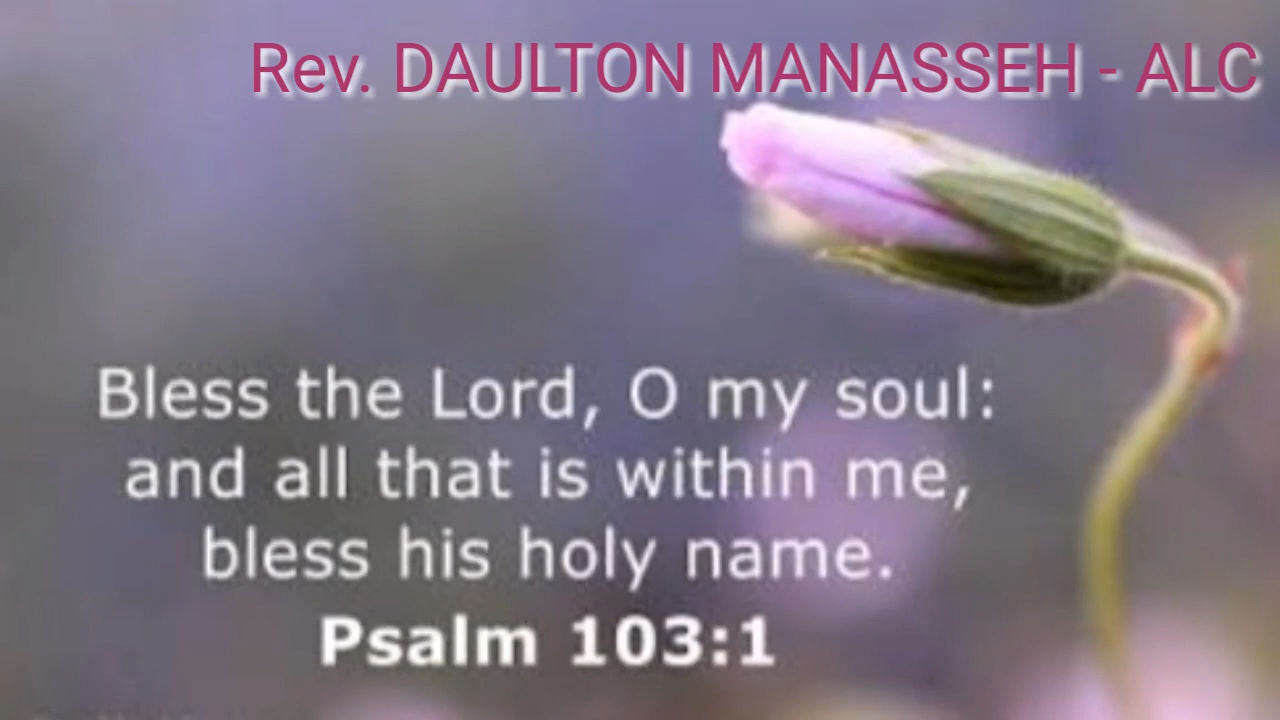 Rev. DAULTON MANASSEH - ALC
Bless the Lord, O my soul:
and all that is within me,
bless his holy name.
Psalm 103:1